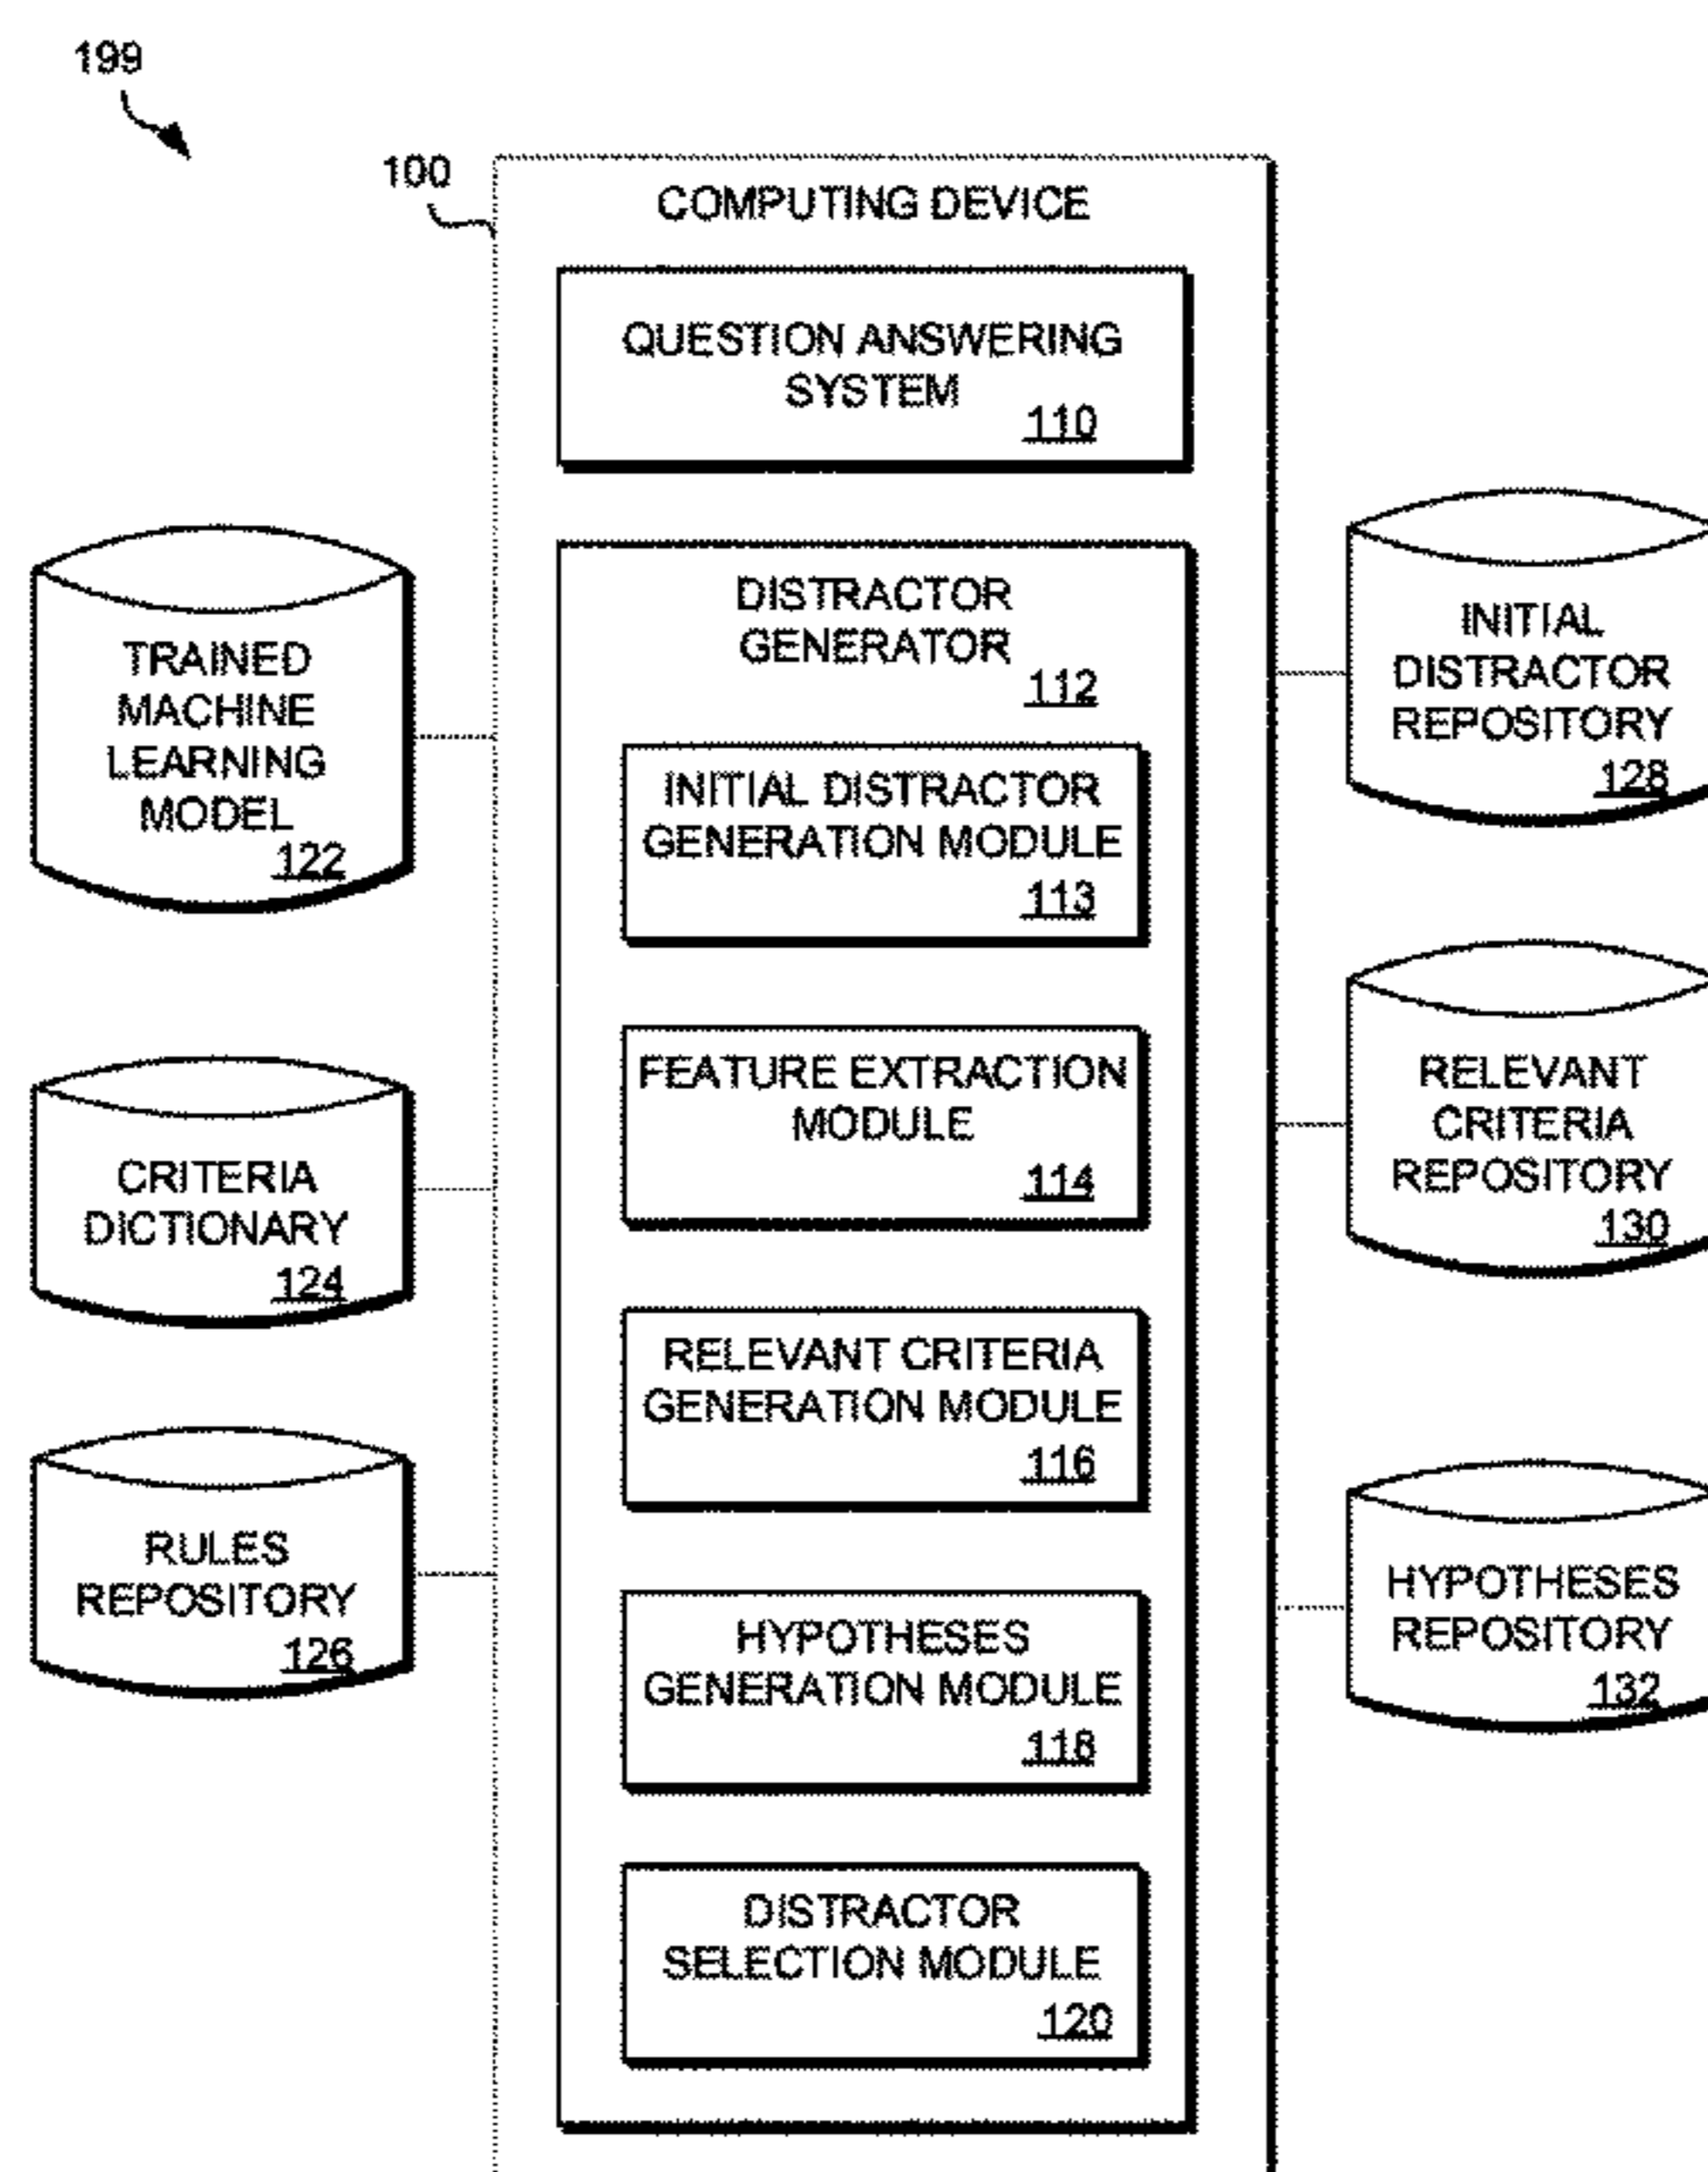 199
100
COMPUTING DEVICE
QUESTION ANSWERING
SYSTEM
110
DISTRACTOR
GENERATOR
112
INITIAL DISTRACTOR
GENERATION MODULE
113
FEATURE EXTRACTION
MODULE
114
RELEVANT CRITERIA
GENERATION MODULE
116
HYPOTHESES
GENERATION MODULE
118
DISTRACTOR
SELECTION MODULE
120
TRAINED
MACHINE
LEARNING
MODEL
122
CRITERIA
DICTIONARY
124
RULES
REPOSITORY
126
INITIAL
DISTRACTOR
REPOSITORY
128
RELEVANT
CRITERIA
REPOSITORY
130
HYPOTHESES
REPOSITORY
132